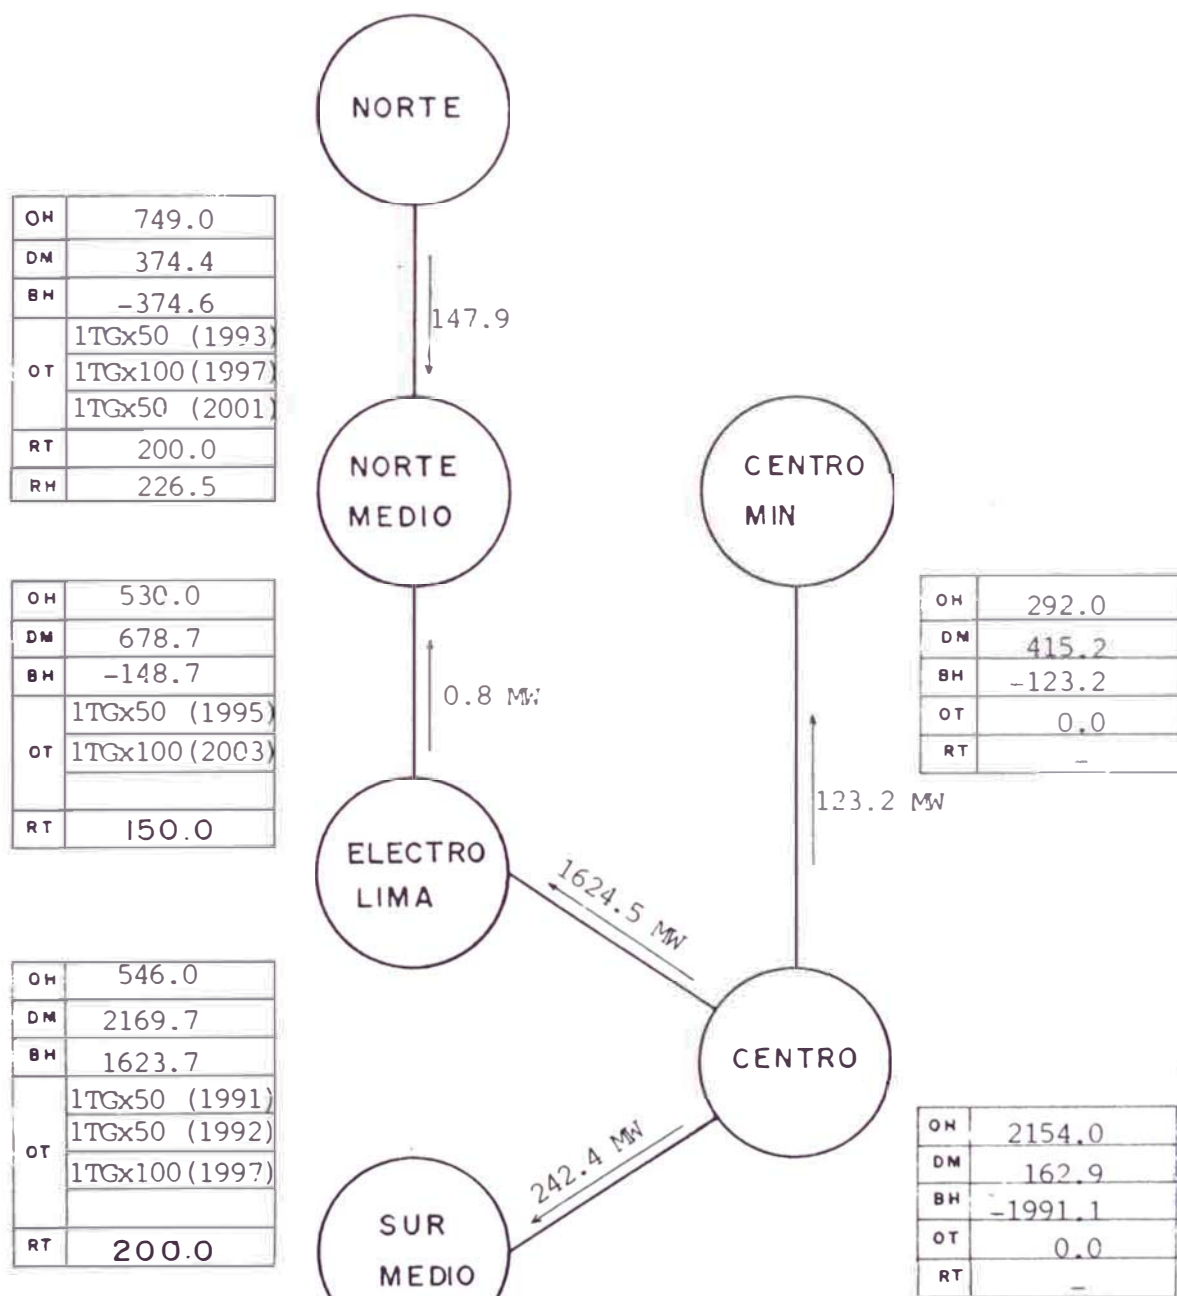 NORTE
OH 749.0
DM 374.4
BH -374.6
OT 1TGx50 (1993)
1TGx100(1997)
1TGx50 (2001)
RT 200.0
RH 226.5
147.9
NORTE
MEDIO
CENTRO
MIN
OH 530.0
DM 678.7
BH -148.7
OT 1TGx50 (1995)
1TGx100(2003)
RT 150.0
0.8 MW
OH 292.0
DM 415.2
BH -123.2
OT 0.0
RT -
123.2 MW
ELECTRO
LIMA
1624.5 MW
OH 546.0
DM 2169.7
BH 1623.7
OT 1TGx50 (1991)
1TGx50 (1992)
1TGx100(1997)
RT 200.0
CENTRO
242.4 MW
OH 2154.0
DM 162.9
BH -1991.1
OT 0.0
RT -
SUR
MEDIO